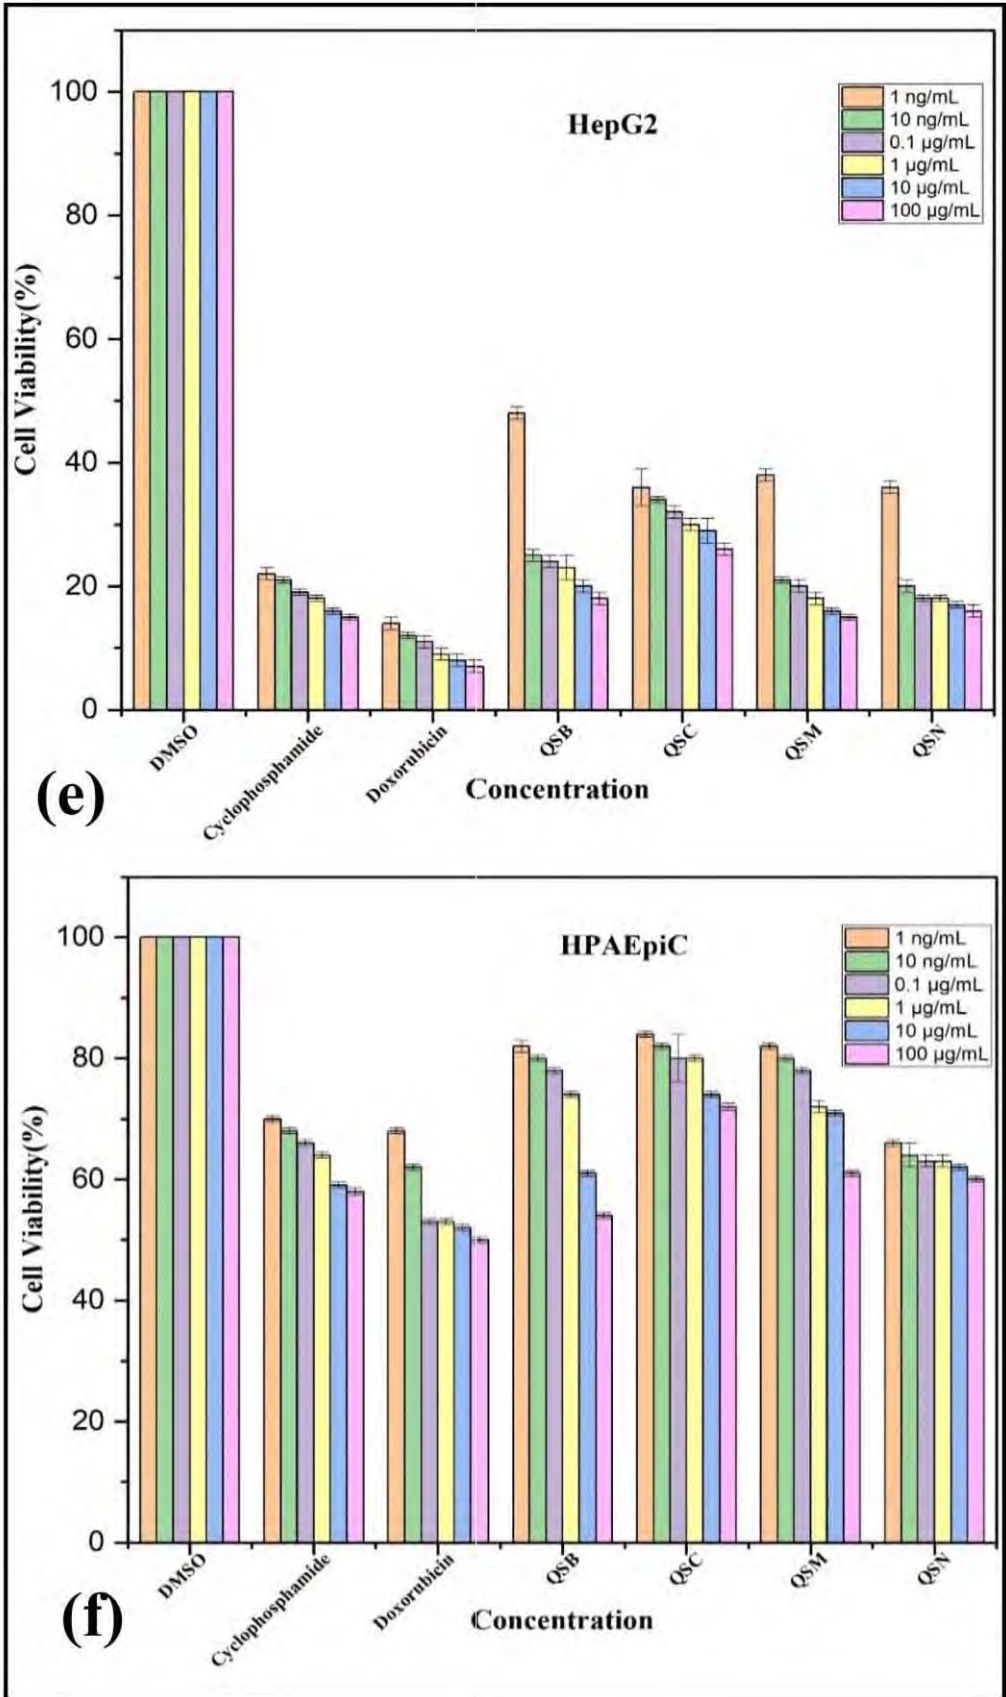 100
80
60
40
20
0
Cell Viability(%)
HepG2
1 ng/mL
10 ng/mL
0.1 µg/mL
1 µg/mL
10 µg/mL
100 µg/mL
DMSO
Cyclophosphamide
Doxorubicin
QSB
QSC
QSM
QSN
Concentration
(e)
100
80
60
40
20
0
Cell Viability(%)
HPAEpiC
1 ng/mL
10 ng/mL
0.1 µg/mL
1 µg/mL
10 µg/mL
100 µg/mL
DMSO
Cyclophosphamide
Doxorubicin
QSB
QSC
QSM
QSN
Concentration
(f)